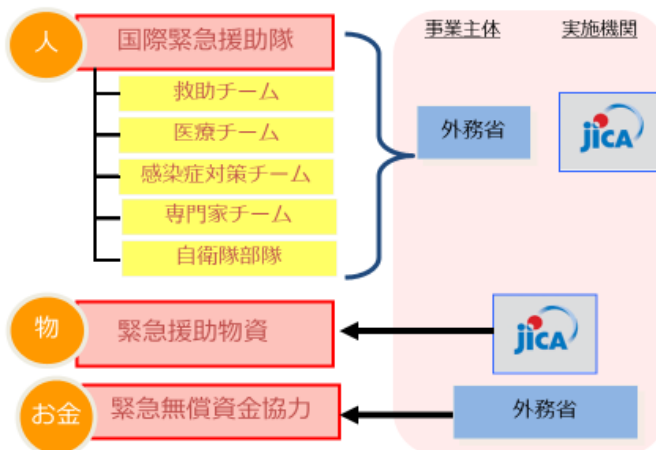 人
国際緊急援助隊
事業主体
実施機関
救助チーム
医療チーム
感染症対策チーム
専門家チーム
自衛隊部隊
外務省
jICA
物
緊急援助物資
jICA
お金
緊急無償資金協力
外務省